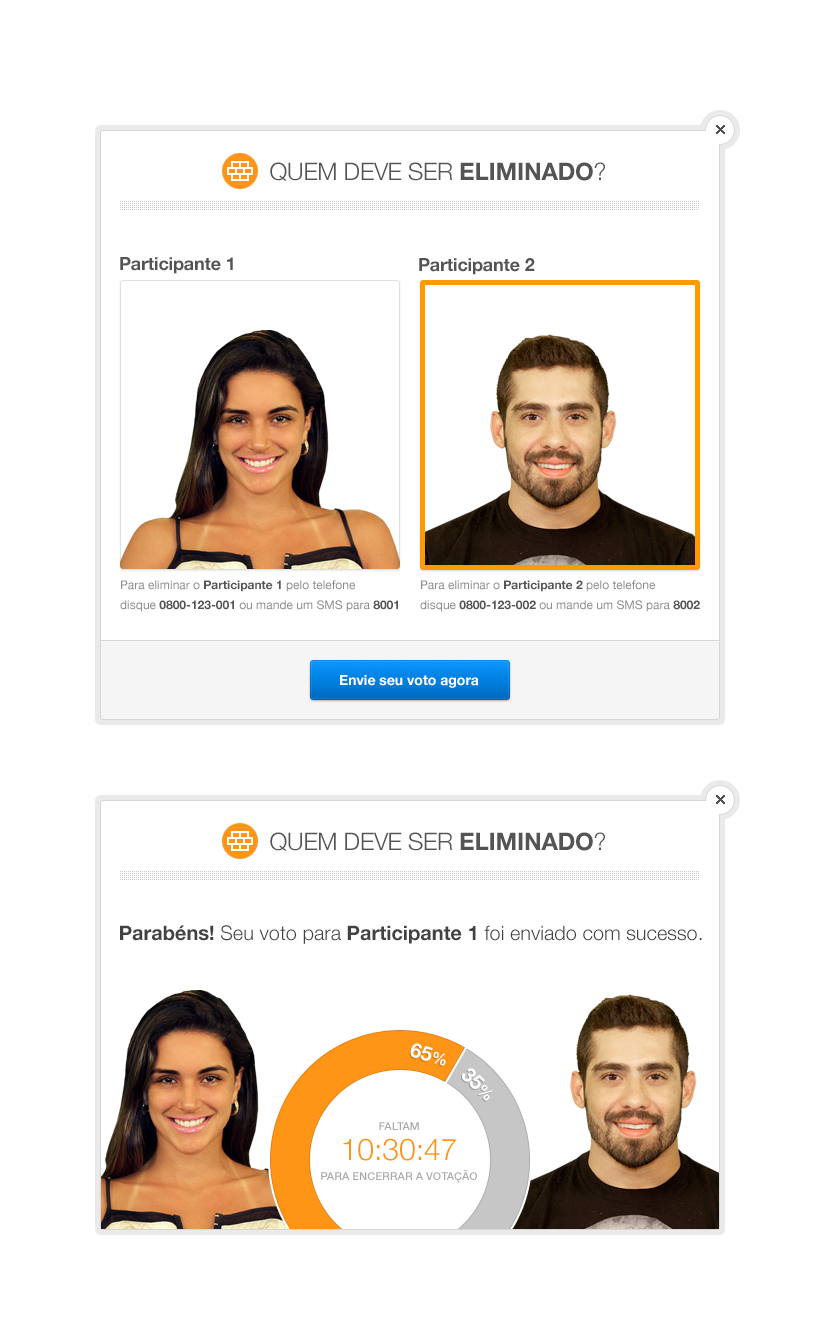 QUEM DEVE SER ELIMINADO?
Participante 1
Participante 2
Para eliminar o Participante 1 pelo telefone
disque 0800-123-001 ou mande um SMS para 8001
Para eliminar o Participante 2 pelo telefone
disque 0800-123-002 ou mande um SMS para 8002
Envie seu voto agora
QUEM DEVE SER ELIMINADO?
Parabéns! Seu voto para Participante 1 foi enviado com sucesso.
65%
35%
FALTAM
10:30:47
PARA ENCERRAR A VOTAÇÃO